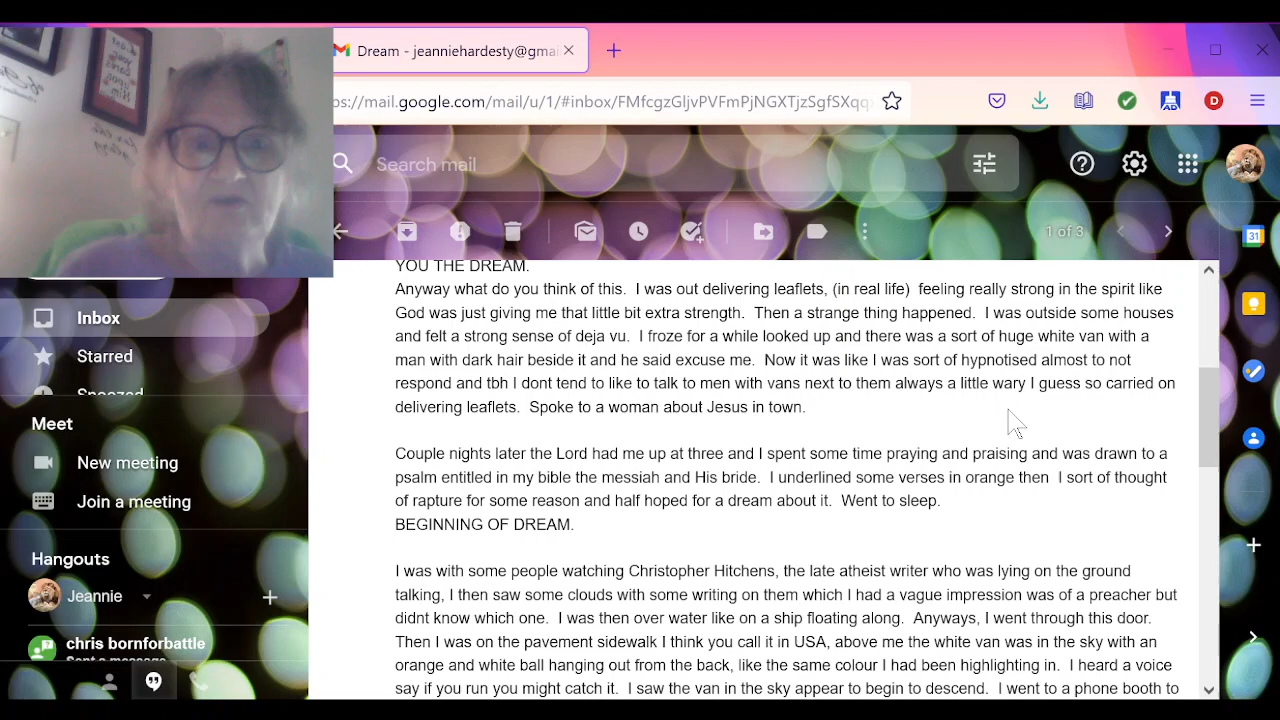 Dream - jeanniehardesty@gmai
ps://mail.google.com/mail/u/1/#inbox/FMfcgzGljvPVFmPjNGXTjzSgfSXqq
AD
D
Search mail
1 of 3
31
Inbox
Starred
Snoozed
Meet
New meeting
Join a meeting
Hangouts
Jeannie
chris bornforbattle
Sent a message
YOU THE DREAM.
Anyway what do you think of this. I was out delivering leaflets, (in real life) feeling really strong in the spirit like
God was just giving me that little bit extra strength. Then a strange thing happened. I was outside some houses
and felt a strong sense of deja vu. I froze for a while looked up and there was a sort of huge white van with a
man with dark hair beside it and he said excuse me. Now it was like I was sort of hypnotised almost to not
respond and tbh I dont tend to like to talk to men with vans next to them always a little wary I guess so carried on
delivering leaflets. Spoke to a woman about Jesus in town.
Couple nights later the Lord had me up at three and I spent some time praying and praising and was drawn to a
psalm entitled in my bible the messiah and His bride. I underlined some verses in orange then I sort of thought
of rapture for some reason and half hoped for a dream about it. Went to sleep.
BEGINNING OF DREAM.
I was with some people watching Christopher Hitchens, the late atheist writer who was lying on the ground
talking, I then saw some clouds with some writing on them which I had a vague impression was of a preacher but
didnt know which one. I was then over water like on a ship floating along. Anyways, I went through this door.
Then I was on the pavement sidewalk I think you call it in USA, above me the white van was in the sky with an
orange and white ball hanging out from the back, like the same colour I had been highlighting in. I heard a voice
say if you run you might catch it. I saw the van in the sky appear to begin to descend. I went to a phone booth to